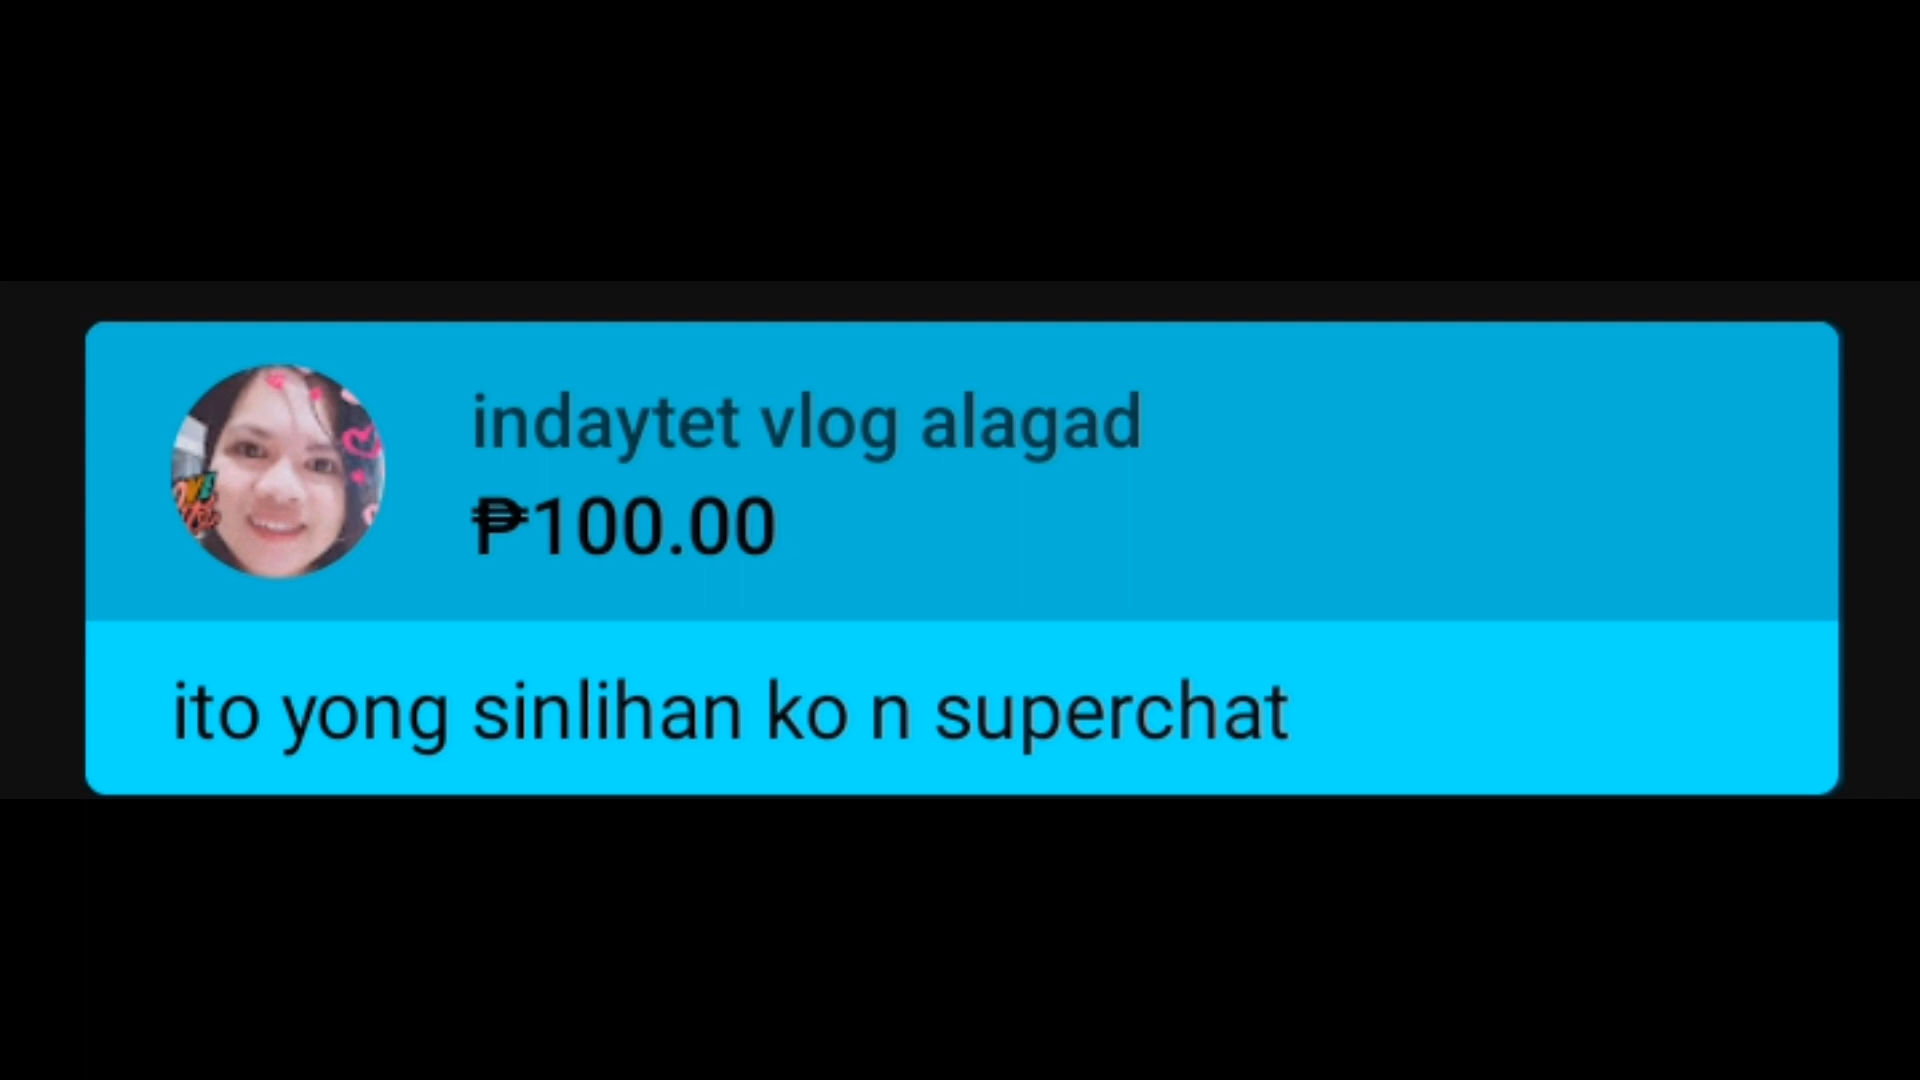 indaytet vlog alagad
₱100.00
ito yong sinlihan ko n superchat